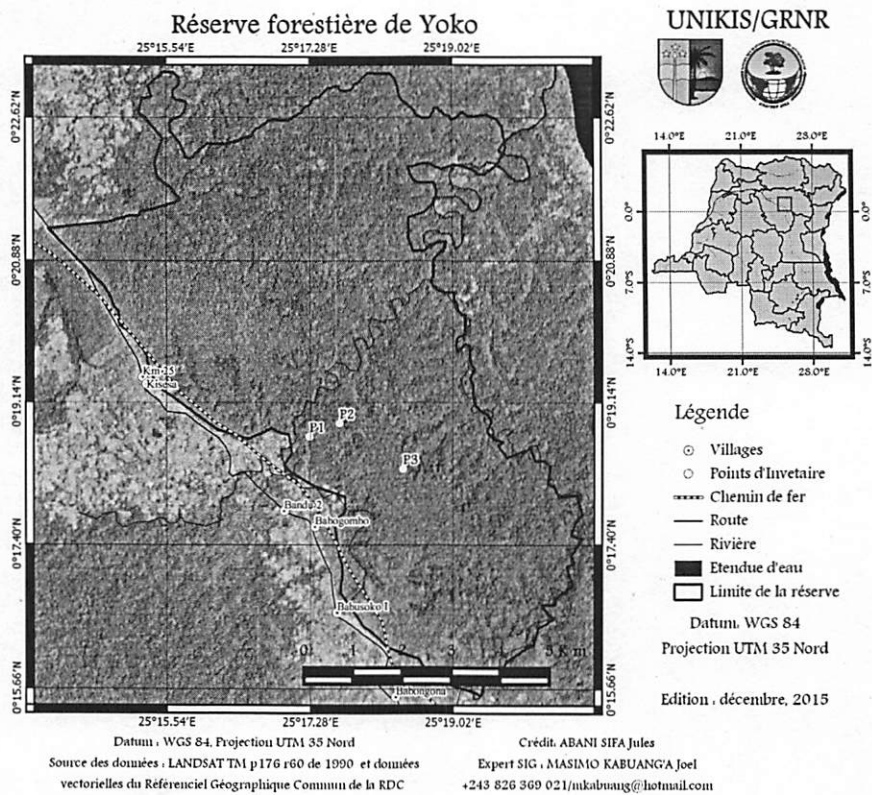 Réserve forestière de Yoko
UNIKIS/GRNR
25°15.54'E 25°17.28'E 25°19.02'E
0°22.62'N 0°22.62'N
0°20.88'N 0°20.88'N
0°19.14'N 0°19.14'N
0°17.40'N 0°17.40'N
0°15.66'N 0°15.66'N
Km 15
Kisesa
P1
P2
P3
Bandu 2
Babogombo
Babusoko I
0 1 3 5 Km
Babongona
25°15.54'E 25°17.28'E 25°19.02'E
14.0°E 21.0°E 28.0°E
0.0° 0.0°
7.0°S 7.0°S
14.0°S 14.0°S
14.0°E 21.0°E 28.0°E
Légende
Villages
Points d'Invetaire
Chemin de fer
Route
Rivière
Etendue d'eau
Limite de la réserve
Datum, WGS 84
Projection UTM 35 Nord
Edition : décembre, 2015
Datum : WGS 84, Projection UTM 35 Nord
Source des données : LANDSAT TM p176 r60 de 1990 et données
vectorielles du Référenciel Géographique Commun de la RDC
Crédit: ABANI SIFA Jules
Expert SIG : MASIMO KABUANG'A Joel
+243 826 369 021/mkabuang@hotmail.com